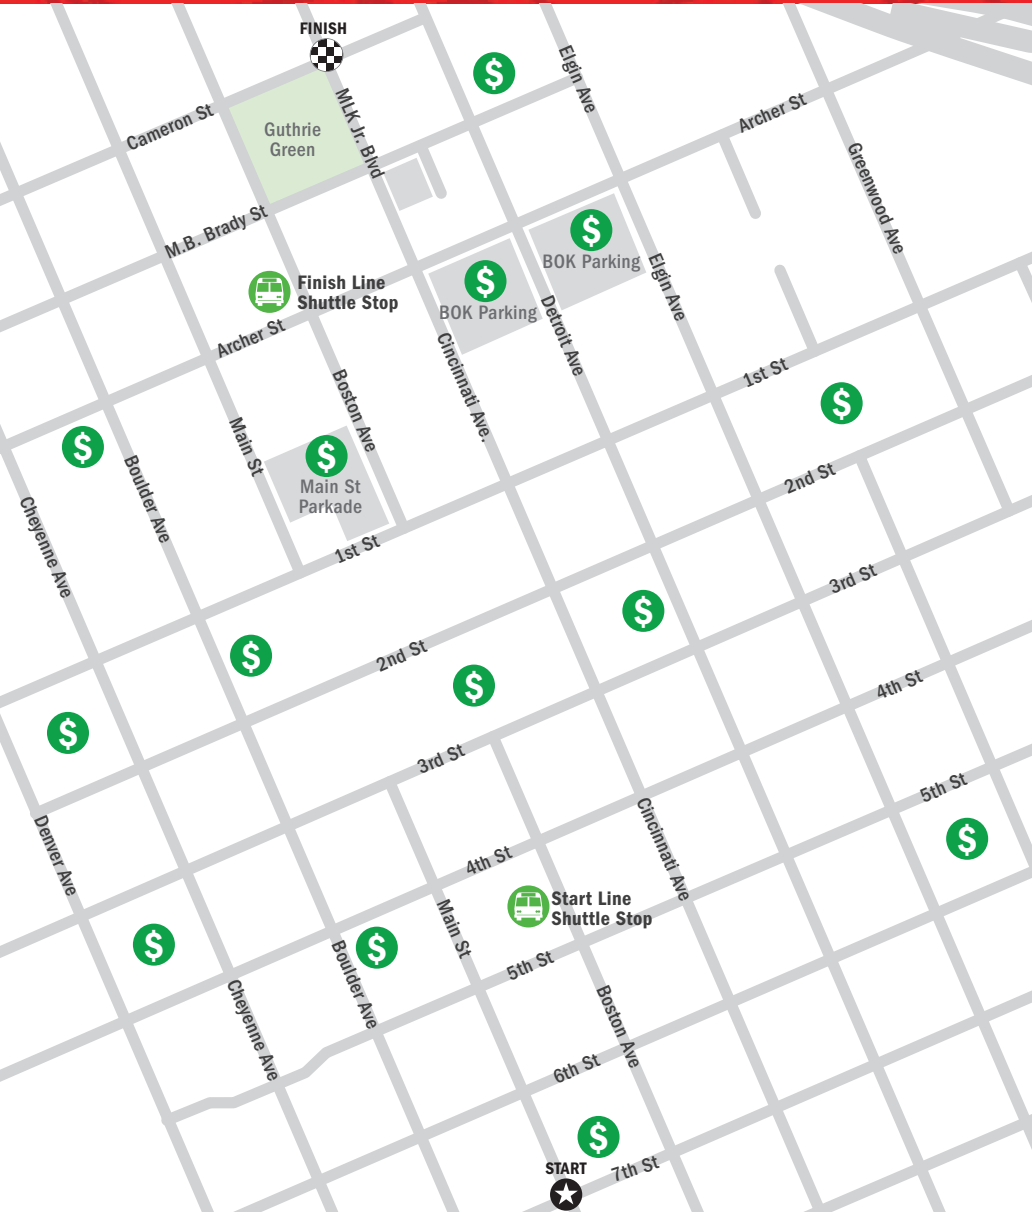 FINISH
Elgin Ave
MLK Jr. Blvd
$
Cameron St
Archer St
Guthrie
Green
Greenwood Ave
M.B. Brady St
$
BOK Parking
Elgin Ave
$
BOK Parking
Finish Line
Shuttle Stop
Detroit Ave
Archer St
Cincinnati Ave.
1st St
Boston Ave
$
Main St
$
$
Main St
Parkade
Boulder Ave
2nd St
Cheyenne Ave
1st St
3rd St
$
2nd St
$
$
4th St
$
3rd St
5th St
Denver Ave
Cincinnati Ave
$
4th St
Start Line
Shuttle Stop
Main St
$
$
Boulder Ave
5th St
Cheyenne Ave
Boston Ave
6th St
$
START
7th St